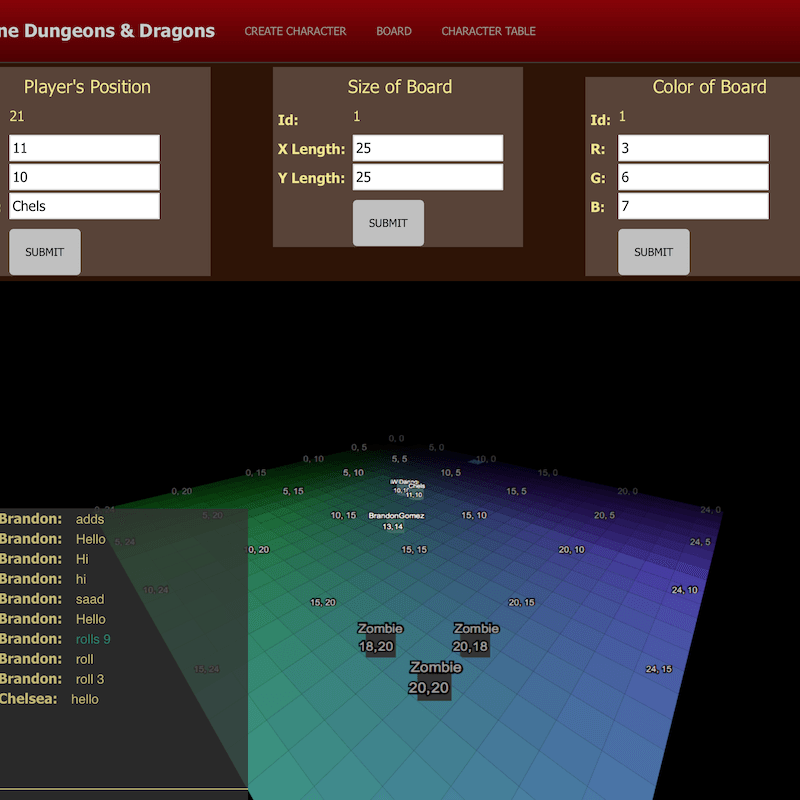 ne Dungeons & Dragons
CREATE CHARACTER
BOARD
CHARACTER TABLE
Player's Position
21
11
10
Chels
SUBMIT
Size of Board
Id: 1
X Length: 25
Y Length: 25
SUBMIT
Color of Board
Id: 1
R: 3
G: 6
B: 7
SUBMIT
0, 0
0, 5
5, 0
0, 10
5, 5
10, 0
0, 15
5, 10
10, 5
15, 0
Chels
11, 10
0, 20
5, 15
15, 5
20, 0
0, 24
10, 15
BrandonGomez
13, 14
15, 10
20, 5
24, 0
5, 20
5, 24
0, 20
15, 15
20, 10
24, 5
10, 24
15, 20
20, 15
24, 10
Zombie
18,20
Zombie
20,18
15, 24
Zombie
20,20
24, 15
Brandon: adds
Brandon: Hello
Brandon: Hi
Brandon: hi
Brandon: saad
Brandon: Hello
Brandon: rolls 9
Brandon: roll
Brandon: roll 3
Chelsea: hello